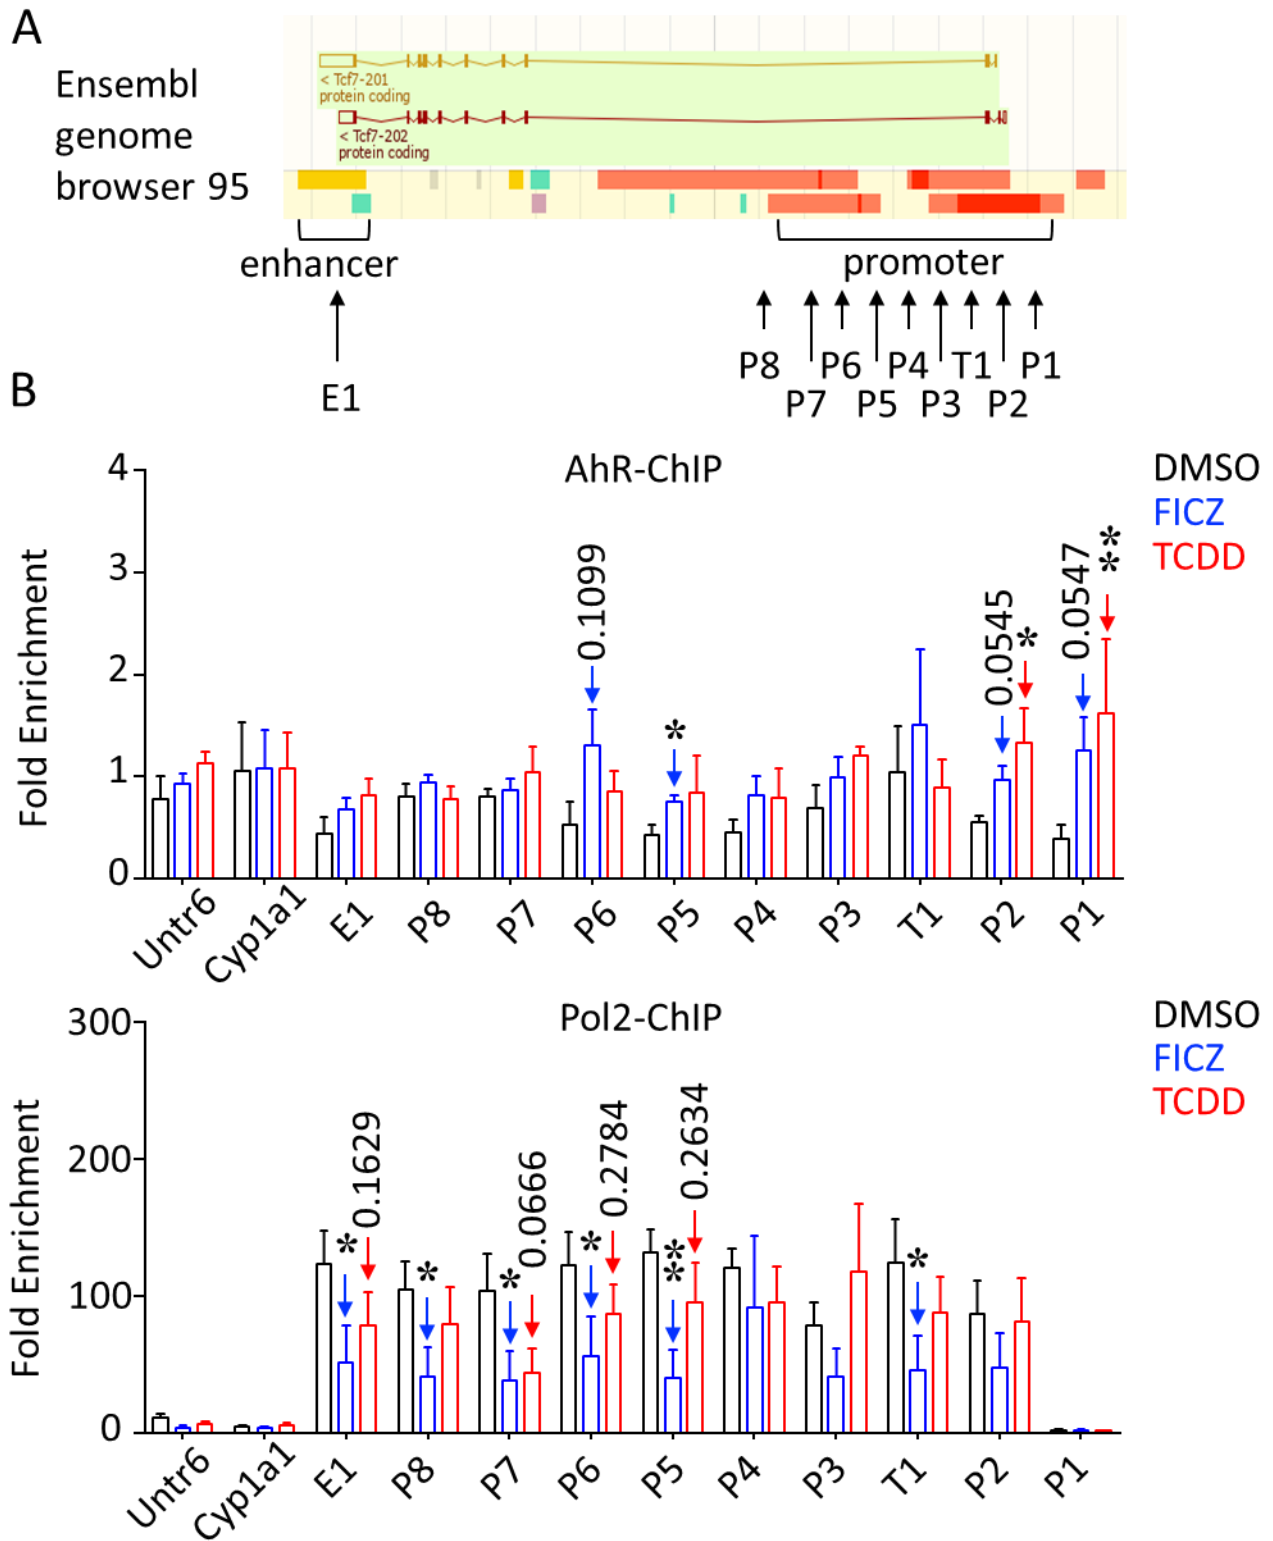 A
Ensembl
genome
browser 95
< Tcf7-201
protein coding
< Tcf7-202
protein coding
enhancer
promoter
P8 P6 P4 T1 P1
P7 P5 P3 P2
E1
B
AhR-ChIP
DMSO
FICZ
TCDD
Fold Enrichment
4
3
2
1
0
0.1099
*
0.0545
*
0.0547
**
Untr6 Cyp1a1 E1 P8 P7 P6 P5 P4 P3 T1 P2 P1
Pol2-ChIP
DMSO
FICZ
TCDD
Fold Enrichment
300
200
100
0
*
0.1629
*
*
0.0666
*
0.2784
**
0.2634
*
Untr6 Cyp1a1 E1 P8 P7 P6 P5 P4 P3 T1 P2 P1